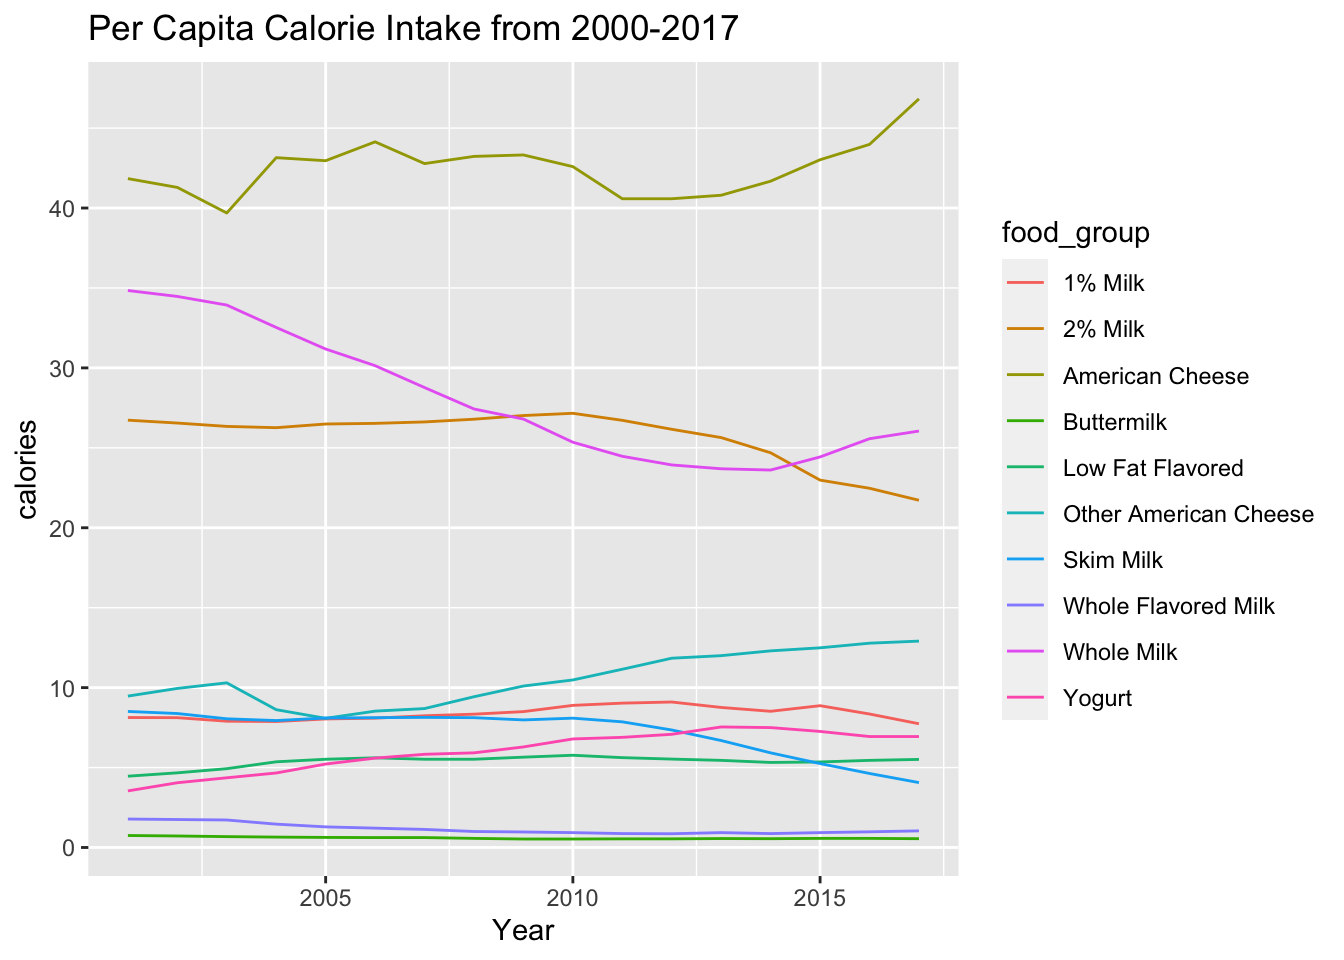 Per Capita Calorie Intake from 2000-2017
calories
40
30
20
10
0
2005
2010
2015
Year
food_group
1% Milk
2% Milk
American Cheese
Buttermilk
Low Fat Flavored
Other American Cheese
Skim Milk
Whole Flavored Milk
Whole Milk
Yogurt